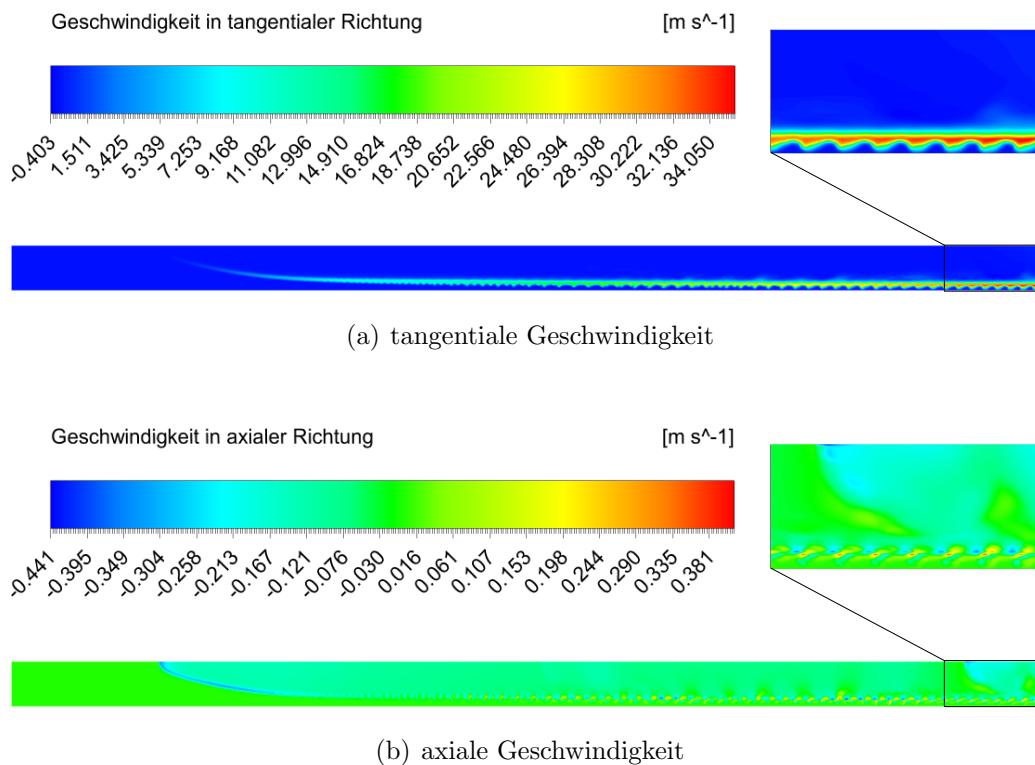 Geschwindigkeit in tangentialer Richtung [m s^-1]
-0.403 1.511 3.425 5.339 7.253 9.168 11.082 12.996 14.910 16.824 18.738 20.652 22.566 24.480 26.394 28.308 30.222 32.136 34.050
(a) tangentiale Geschwindigkeit
Geschwindigkeit in axialer Richtung [m s^-1]
-0.441 -0.395 -0.349 -0.304 -0.258 -0.213 -0.167 -0.121 -0.076 -0.030 0.016 0.061 0.107 0.153 0.198 0.244 0.290 0.335 0.381
(b) axiale Geschwindigkeit